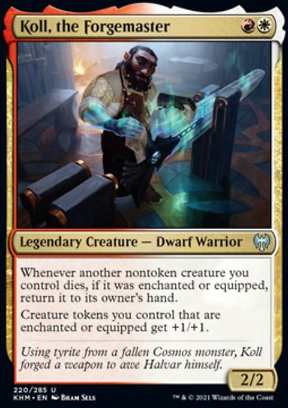 Koll, the Forgemaster
Legendary Creature — Dwarf Warrior
Whenever another nontoken creature you
control dies, if it was enchanted or equipped,
return it to its owner's hand.
Creature tokens you control that are
enchanted or equipped get +1/+1.
Using tyrite from a fallen Cosmos monster, Koll
forged a weapon to awe Halvar himself.
2/2
220/285 U
KHM • EN BRAM SELS
™ & © 2021 Wizards of the Coast